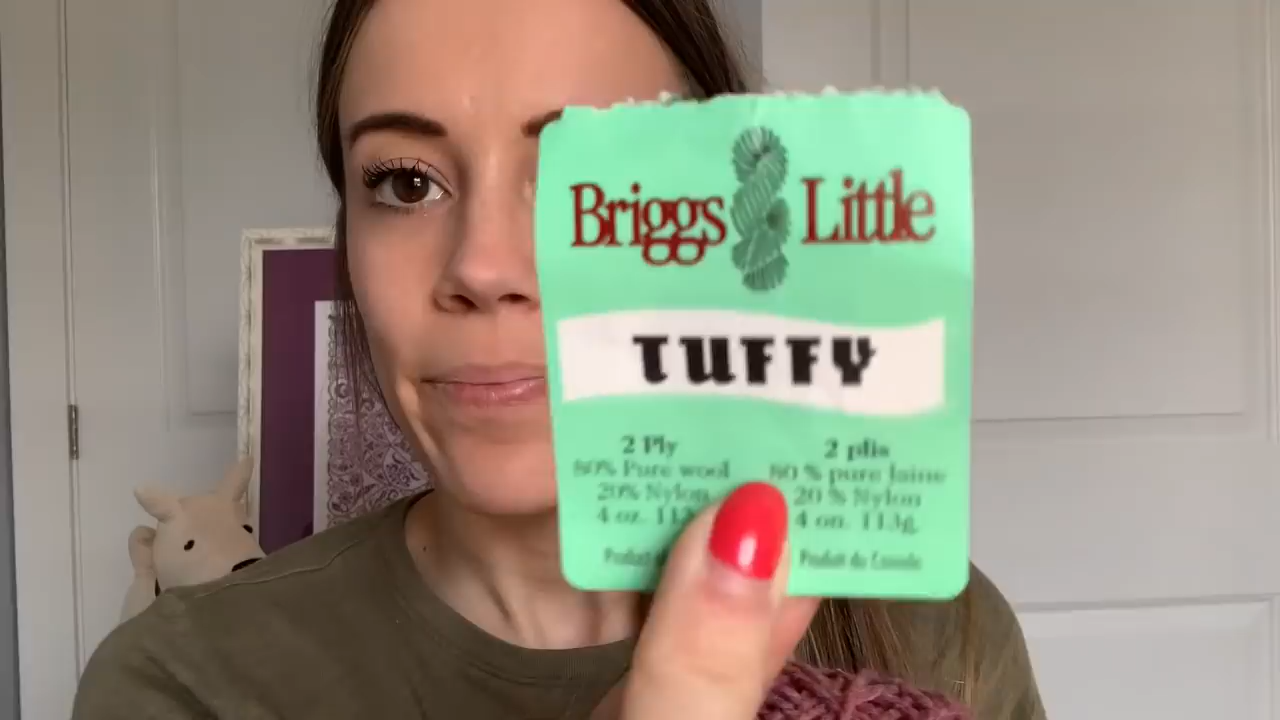 Briggs Little
TUFFY
2 Ply
80% Pure wool
20% Nylon
4 oz.
2 plis
80 % pure laine
20 % Nylon
4 on. 113g.
Produit du Canada